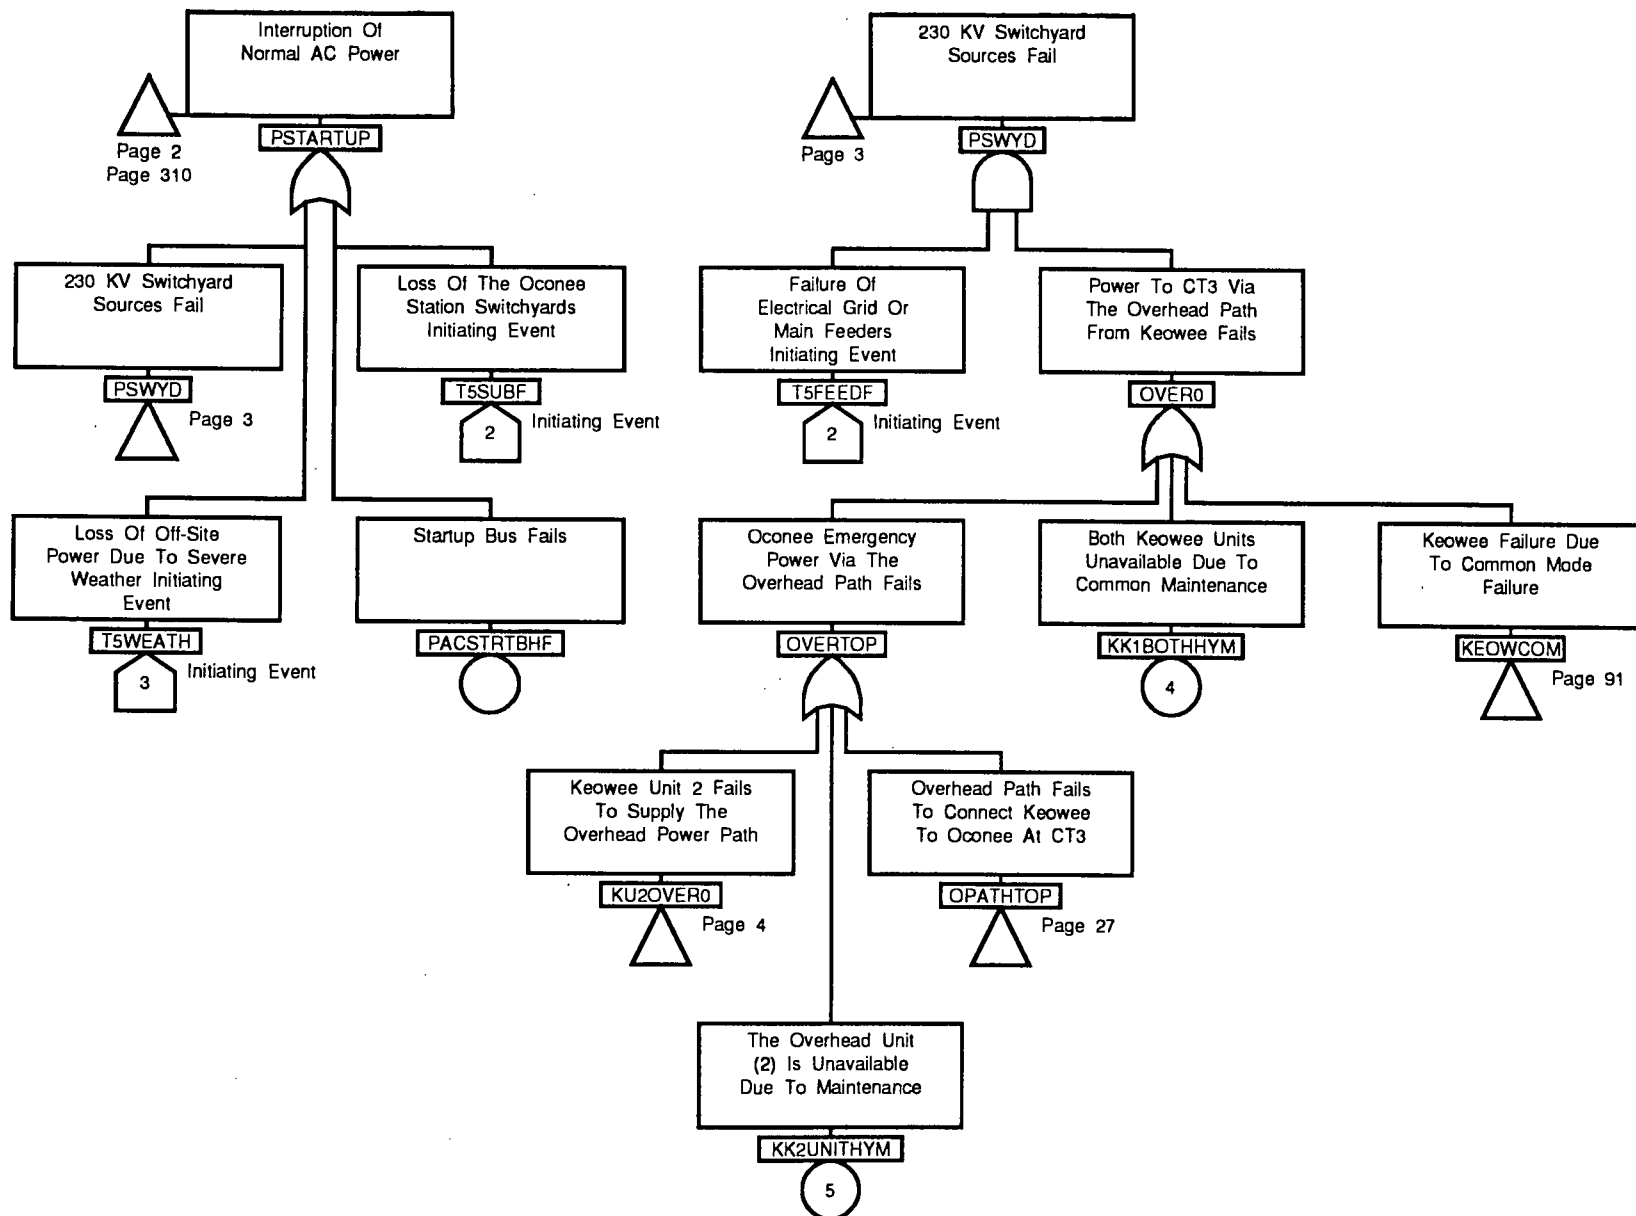 Interruption Of
Normal AC Power
Page 2
Page 310
PSTARTUP
230 KV Switchyard
Sources Fail
PSWYD
Page 3
Loss Of The Oconee
Station Switchyards
Initiating Event
T5SUBF
2
Initiating Event
Loss Of Off-Site
Power Due To Severe
Weather Initiating
Event
T5WEATH
3
Initiating Event
Startup Bus Fails
PACSTRTBHF
230 KV Switchyard
Sources Fail
Page 3
PSWYD
Failure Of
Electrical Grid Or
Main Feeders
Initiating Event
T5FEEDF
2
Initiating Event
Power To CT3 Via
The Overhead Path
From Keowee Fails
OVER0
Oconee Emergency
Power Via The
Overhead Path Fails
OVERTOP
Both Keowee Units
Unavailable Due To
Common Maintenance
KK1BOTHHYM
4
Keowee Failure Due
To Common Mode
Failure
KEOWCOM
Page 91
Keowee Unit 2 Fails
To Supply The
Overhead Power Path
KU2OVER0
Page 4
Overhead Path Fails
To Connect Keowee
To Oconee At CT3
OPATHTOP
Page 27
The Overhead Unit
(2) Is Unavailable
Due To Maintenance
KK2UNITHYM
5